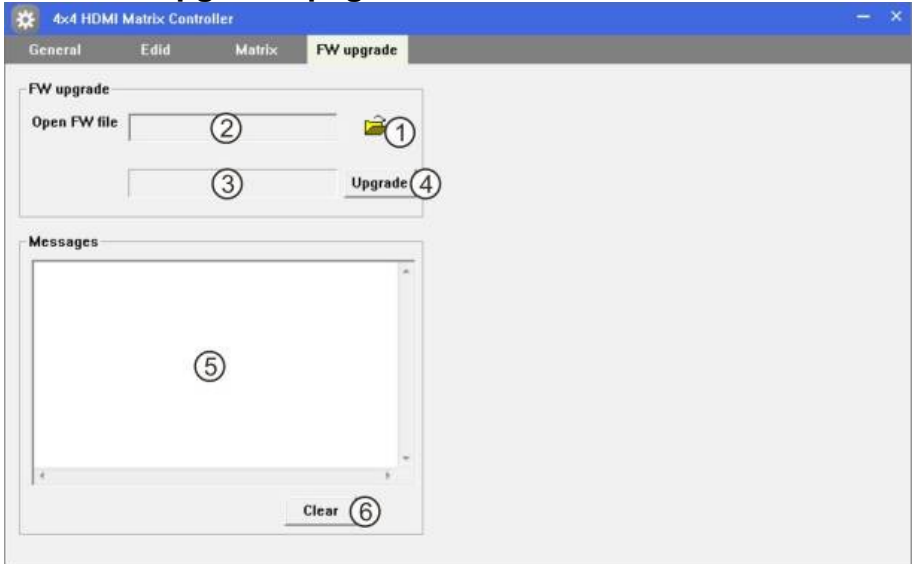 4x4 HDMI Matrix Controller
General Edid Matrix FW upgrade
FW upgrade
Open FW file ② ①
③ Upgrade ④
Messages
⑤
Clear ⑥